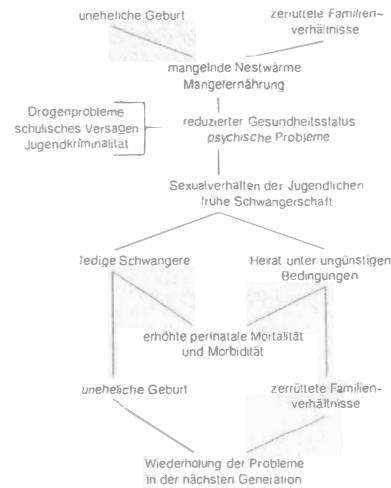 uneheliche Geburt
zerrüttete Familien-
verhältnisse
mangelnde Nestwärme
Mangelernährung
Drogenprobleme
schulisches Versagen
Jugendkriminalität
reduzierter Gesundheitsstatus
psychische Probleme
Sexualverhalten der Jugendlichen
frühe Schwangerschaft
ledige Schwangere
Heirat unter ungünstigen
Bedingungen
erhöhte perinatale Mortalität
und Morbidität
uneheliche Geburt
zerrüttete Familien-
verhältnisse
Wiederholung der Probleme
in der nächsten Generation